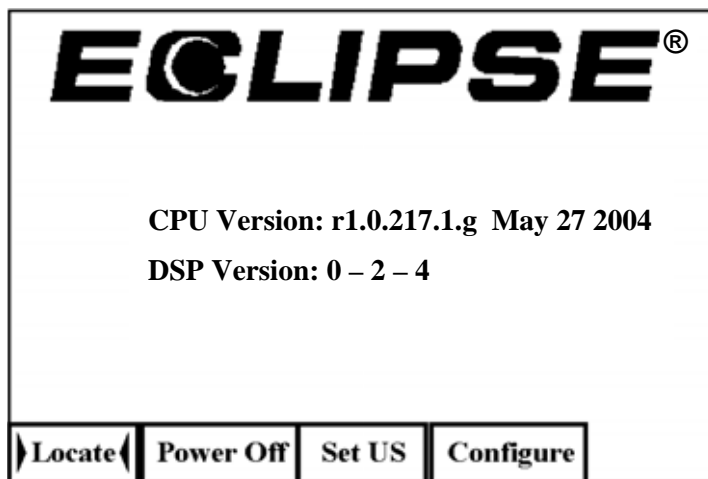 ECLIPSE®
CPU Version: r1.0.217.1.g May 27 2004
DSP Version: 0 – 2 – 4
Locate Power Off Set US Configure